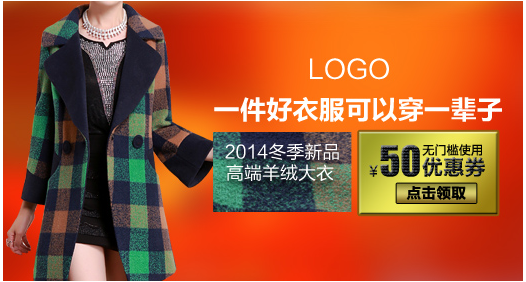 LOGO
一件好衣服可以穿一辈子
2014冬季新品
高端羊绒大衣
无门槛使用
¥50优惠券
点击领取